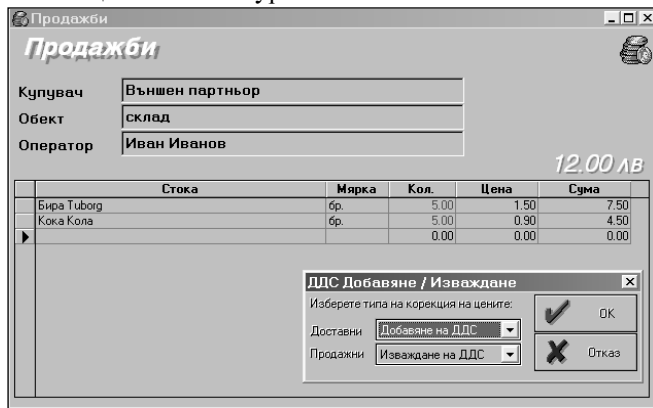 Продажби
Продажби
Купувач Външен партньор
Обект склад
Оператор Иван Иванов
12.00 лв
Стока Мярка Кол. Цена Сума
Бира Tuborg бр. 5.00 1.50 7.50
Кока Кола бр. 5.00 0.90 4.50
0.00 0.00 0.00
ДДС Добавяне / Изваждане
Изберете типа на корекция на цените:
Доставни Добавяне на ДДС
Продажни Изваждане на ДДС
OK
Отказ